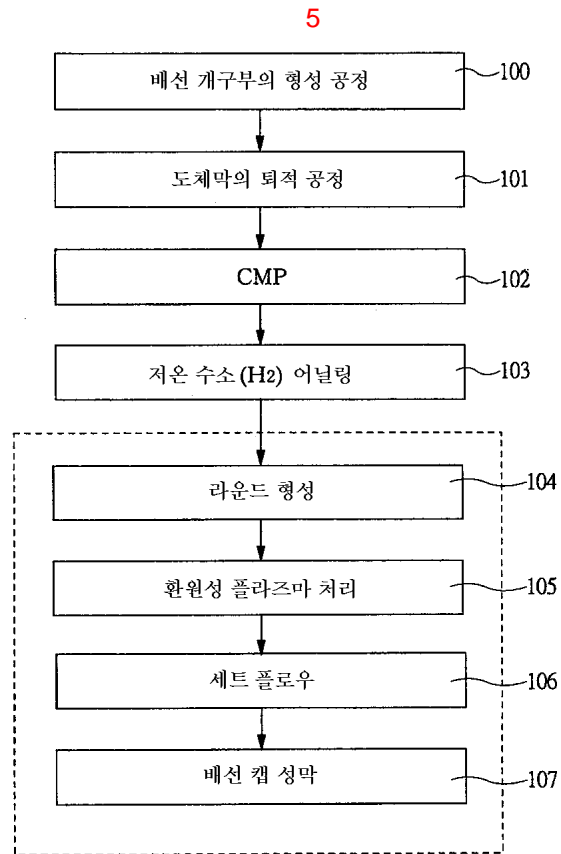 5
배선 개구부의 형성 공정
100
도체막의 퇴적 공정
101
CMP
102
저온 수소(H2) 어닐링
103
라운드 형성
104
환원성 플라즈마 처리
105
세트 플로우
106
배선 캡 성막
107